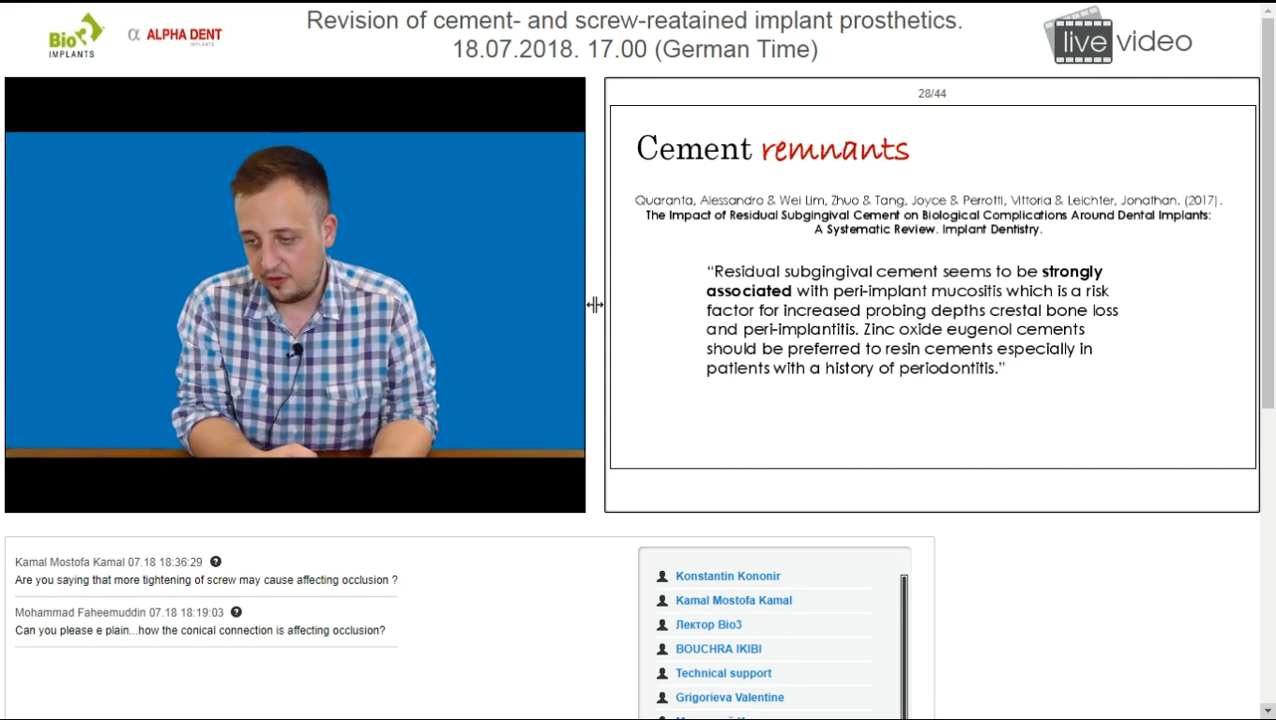 Revision of cement- and screw-reatained implant prosthetics.
18.07.2018. 17.00 (German Time)
Bio3
IMPLANTS
α ALPHA DENT
IMPLANTS
live video
28/44
Cement remnants
Quaranta, Alessandro & Wei Lim, Zhuo & Tang, Joyce & Perrotti, Vittoria & Leichter, Jonathan. (2017).
The Impact of Residual Subgingival Cement on Biological Complications Around Dental Implants:
A Systematic Review. Implant Dentistry.
“Residual subgingival cement seems to be strongly
associated with peri-implant mucositis which is a risk
factor for increased probing depths crestal bone loss
and peri-implantitis. Zinc oxide eugenol cements
should be preferred to resin cements especially in
patients with a history of periodontitis.”
Kamal Mostofa Kamal 07.18 18:36:29
Are you saying that more tightening of screw may cause affecting occlusion ?
Mohammad Faheemuddin 07.18 18:19:03
Can you please e plain...how the conical connection is affecting occlusion?
Konstantin Kononir
Kamal Mostofa Kamal
Лектор Bio3
BOUCHRA IKIBI
Technical support
Grigorieva Valentine